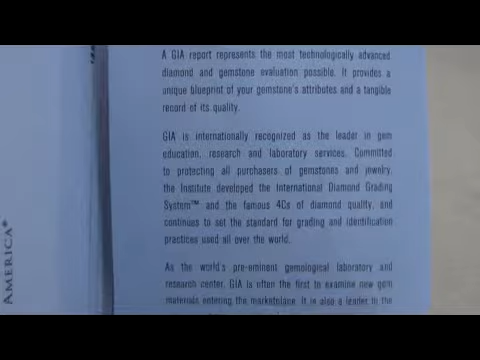 A GIA report represents the most technologically advanced
diamond and gemstone evaluation possible. It provides a
unique blueprint of your gemstone's attributes and a tangible
record of its quality.
GIA is internationally recognized as the leader in gem
education, research and laboratory services. Committed
to protecting all purchasers of gemstones and jewelry,
the Institute developed the International Diamond Grading
System™ and the famous 4Cs of diamond quality, and
continues to set the standard for grading and identification
practices used all over the world.
As the world's pre-eminent gemological laboratory and
research center, GIA is often the first to examine new gem
materials entering the marketplace. It is also a leader in the
AMERICA®